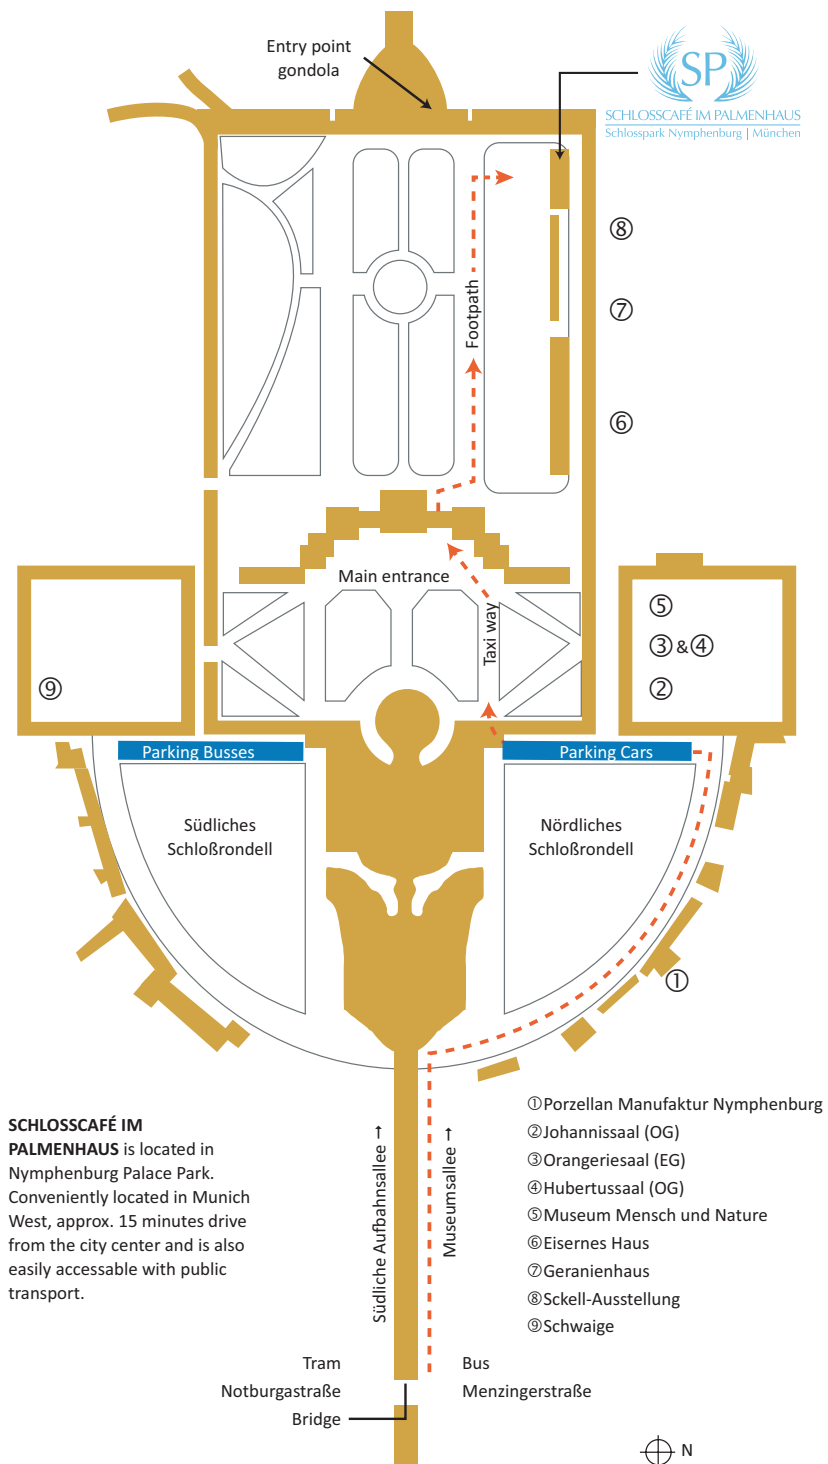 Entry point
gondola
SP
SCHLOSSCAFÉ IM PALMENHAUS
Schlosspark Nymphenburg | München
⑧
⑦
Footpath
⑥
Main entrance
Taxi way
⑤
③ & ④
②
⑨
Parking Busses
Parking Cars
Südliches
Schloßrondell
Nördliches
Schloßrondell
①
SCHLOSSCAFÉ IM
PALMENHAUS is located in
Nymphenburg Palace Park.
Conveniently located in Munich
West, approx. 15 minutes drive
from the city center and is also
easily accessable with public
transport.
Südliche Aufbahnsallee →
Museumsallee →
①Porzellan Manufaktur Nymphenburg
②Johannissaal (OG)
③Orangeriesaal (EG)
④Hubertussaal (OG)
⑤Museum Mensch und Nature
⑥Eisernes Haus
⑦Geranienhaus
⑧Sckell-Ausstellung
⑨Schwaige
Tram
Notburgastraße
Bridge
Bus
Menzingerstraße
N